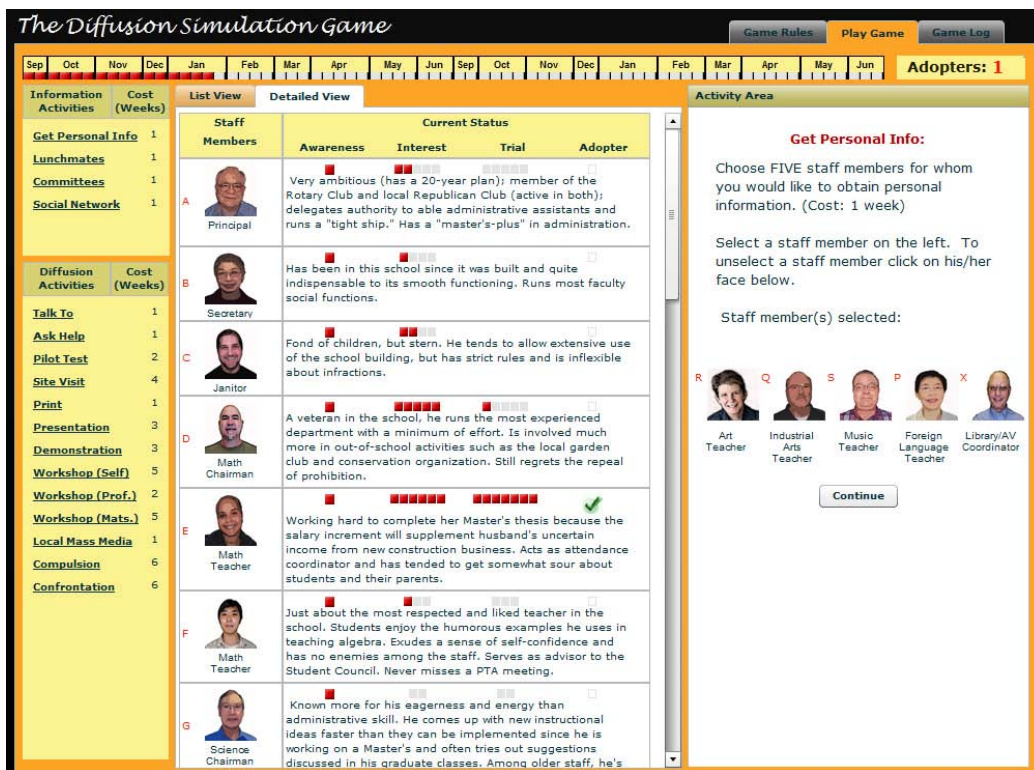 The Diffusion Simulation Game
Game Rules
Play Game
Game Log
Sep Oct Nov Dec Jan Feb Mar Apr May Jun Sep Oct Nov Dec Jan Feb Mar Apr May Jun
Adopters: 1
Information Cost
Activities (Weeks)
Get Personal Info 1
Lunchmates 1
Committees 1
Social Network 1
Diffusion Cost
Activities (Weeks)
Talk To 1
Ask Help 1
Pilot Test 2
Site Visit 4
Print 1
Presentation 3
Demonstration 3
Workshop (Self) 5
Workshop (Prof.) 2
Workshop (Mats.) 5
Local Mass Media 1
Compulsion 6
Confrontation 6
List View
Detailed View
Staff
Members
Current Status
Awareness Interest Trial Adopter
A
Principal
Very ambitious (has a 20-year plan); member of the
Rotary Club and local Republican Club (active in both);
delegates authority to able administrative assistants and
runs a "tight ship." Has a "master's-plus" in administration.
B
Secretary
Has been in this school since it was built and quite
indispensable to its smooth functioning. Runs most faculty
social functions.
C
Janitor
Fond of children, but stern. He tends to allow extensive use
of the school building, but has strict rules and is inflexible
about infractions.
D
Math
Chairman
A veteran in the school, he runs the most experienced
department with a minimum of effort. Is involved much
more in out-of-school activities such as the local garden
club and conservation organization. Still regrets the repeal
of prohibition.
E
Math
Teacher
Working hard to complete her Master's thesis because the
salary increment will supplement husband's uncertain
income from new construction business. Acts as attendance
coordinator and has tended to get somewhat sour about
students and their parents.
F
Math
Teacher
Just about the most respected and liked teacher in the
school. Students enjoy the humorous examples he uses in
teaching algebra. Exudes a sense of self-confidence and
has no enemies among the staff. Serves as advisor to the
Student Council. Never misses a PTA meeting.
G
Science
Chairman
Known more for his eagerness and energy than
administrative skill. He comes up with new instructional
ideas faster than they can be implemented since he is
working on a Master's and often tries out suggestions
discussed in his graduate classes. Among older staff, he's
Activity Area
Get Personal Info:
Choose FIVE staff members for whom
you would like to obtain personal
information. (Cost: 1 week)
Select a staff member on the left. To
unselect a staff member click on his/her
face below.
Staff member(s) selected:
R Q S P X
Art
Teacher
Industrial
Arts
Teacher
Music
Teacher
Foreign
Language
Teacher
Library/AV
Coordinator
Continue